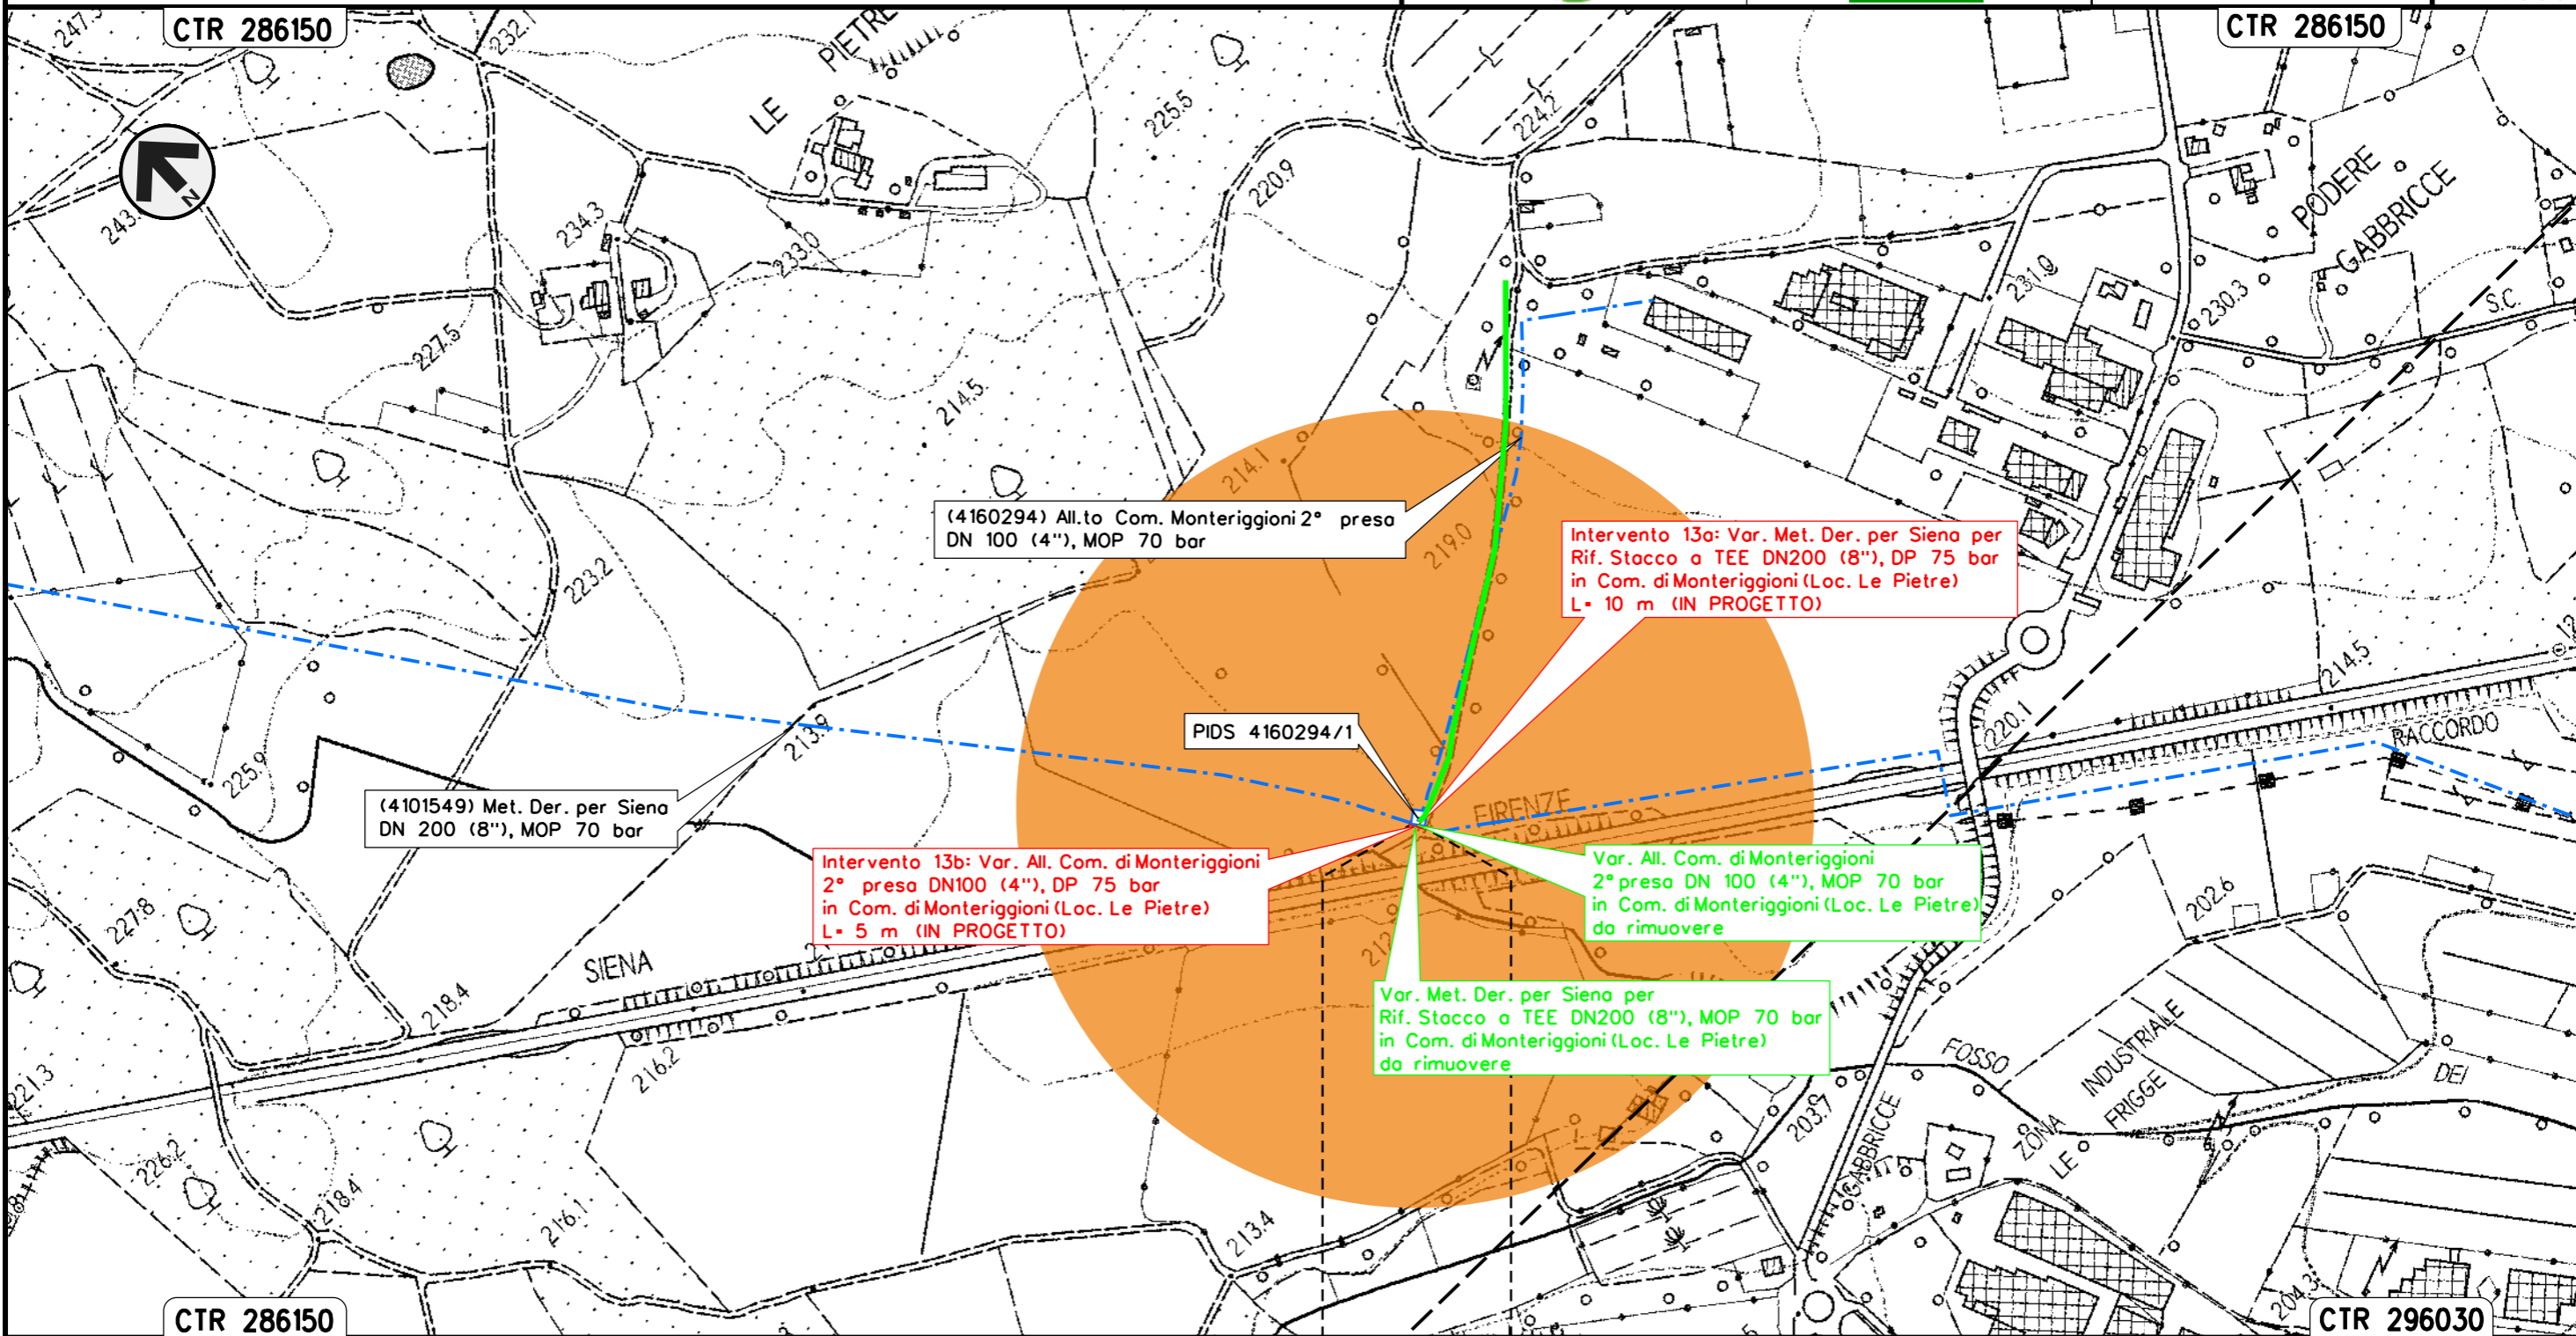 CTR 286150
CTR 286150
247.5
232.1
LE PIETRE
225.5
224.2
220.9
N
234.3
233.0
227.5
PODERE
GABBRICCE
231.0
230.3
S.C.
214.5
214.1
219.0
(4160294) All.to Com. Monteriggioni 2° presa
DN 100 (4"), MOP 70 bar
Intervento 13a: Var. Met. Der. per Siena per
Rif. Stacco a TEE DN200 (8"), DP 75 bar
in Com. di Monteriggioni (Loc. Le Pietre)
L= 10 m (IN PROGETTO)
223.2
213.9
225.9
PIDS 4160294/1
214.5
220.1
RACCORDO
(4101549) Met. Der. per Siena
DN 200 (8"), MOP 70 bar
FIRENZE
Intervento 13b: Var. All. Com. di Monteriggioni
2° presa DN100 (4"), DP 75 bar
in Com. di Monteriggioni (Loc. Le Pietre)
L= 5 m (IN PROGETTO)
Var. All. Com. di Monteriggioni
2° presa DN 100 (4"), MOP 70 bar
in Com. di Monteriggioni (Loc. Le Pietre)
da rimuovere
202.6
227.8
SIENA
218.4
216.2
Var. Met. Der. per Siena per
Rif. Stacco a TEE DN200 (8"), MOP 70 bar
in Com. di Monteriggioni (Loc. Le Pietre)
da rimuovere
FOSSO
DEI
221.3
226.2
218.4
216.1
213.4
203.7
GABBRICCE
ZONA INDUSTRIALE
LE FRIGGE
204.3
CTR 286150
CTR 296030